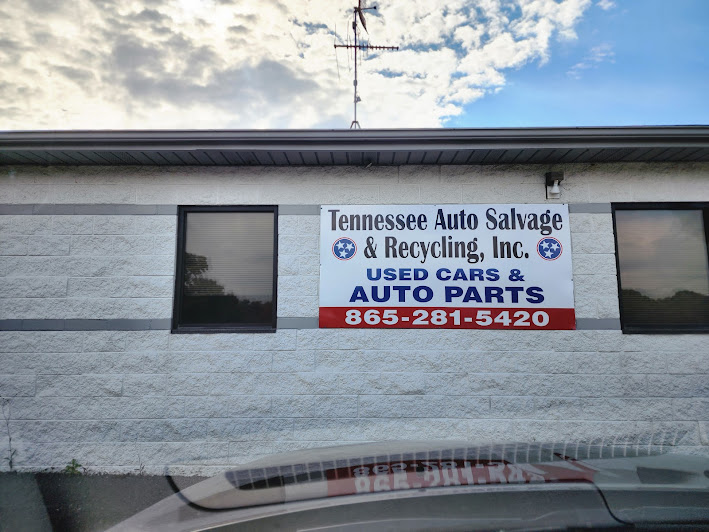 Tennessee Auto Salvage
& Recycling, Inc.
USED CARS &
AUTO PARTS
865-281-5420